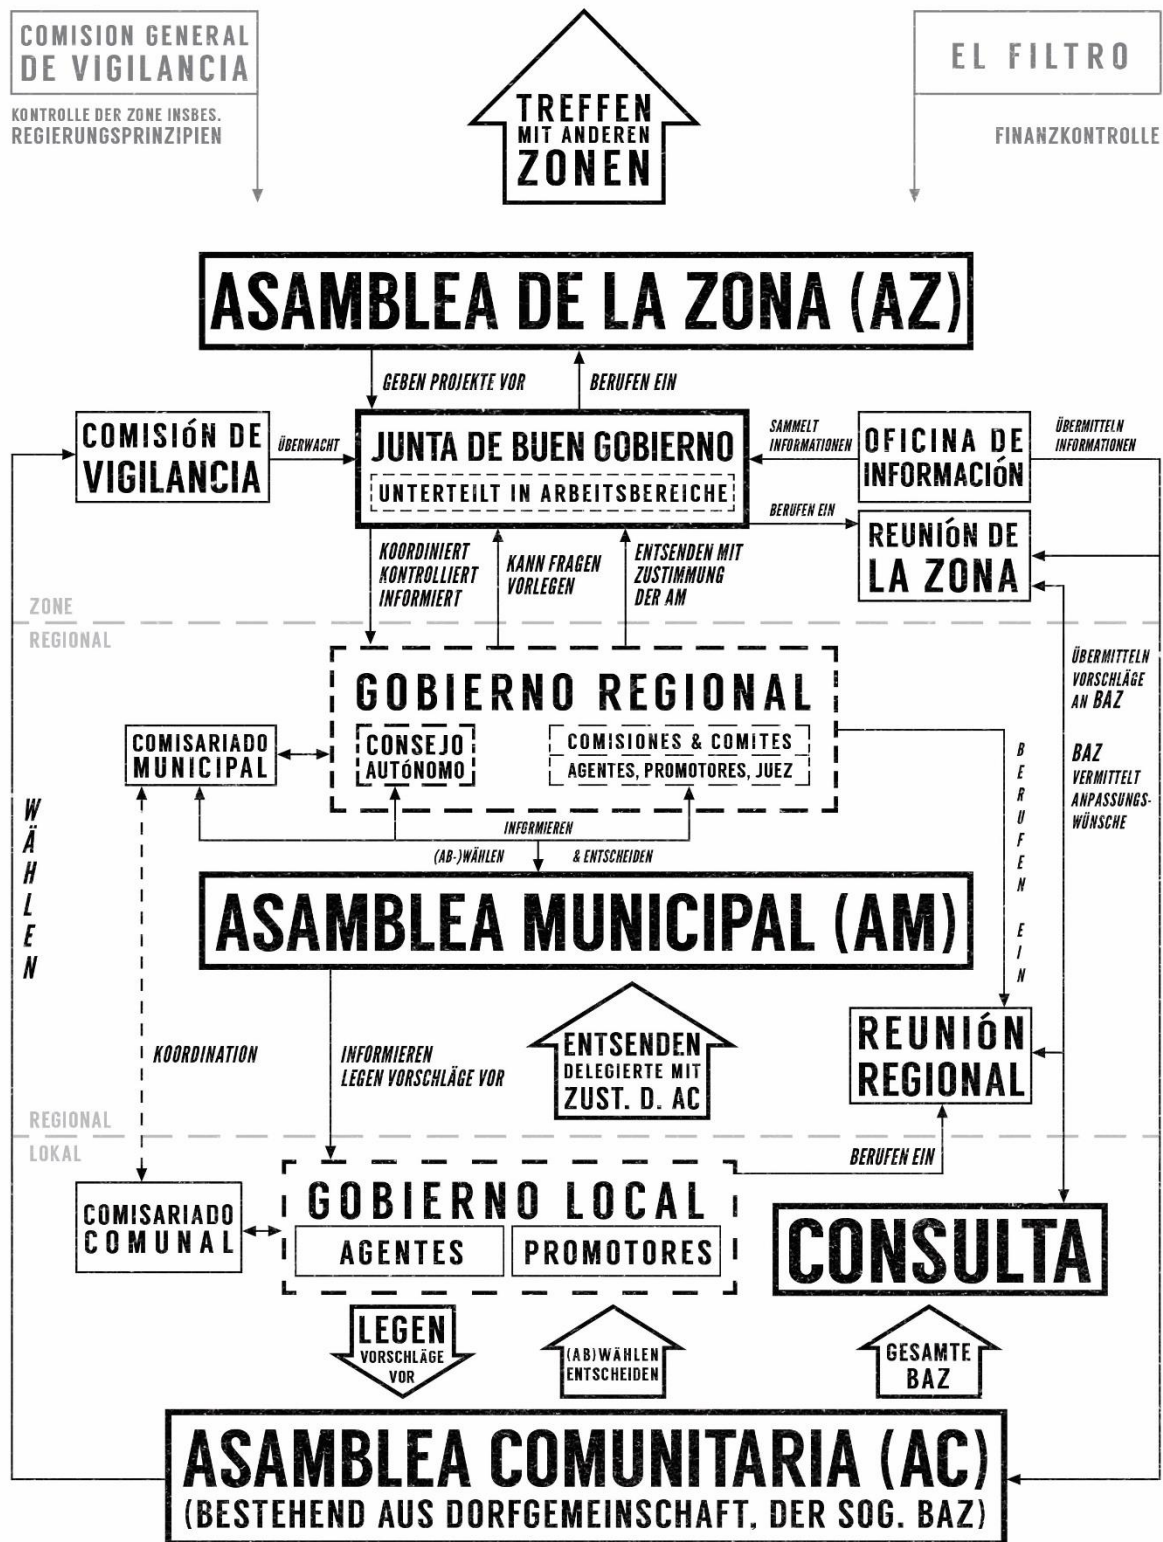 COMISION GENERAL
DE VIGILANCIA
KONTROLLE DER ZONE INSBES.
REGIERUNGSPRINZIPIEN
TREFFEN
MIT ANDEREN
ZONEN
EL FILTRO
FINANZKONTROLLE
ASAMBLEA DE LA ZONA (AZ)
GEBEN PROJEKTE VOR
BERUFEN EIN
COMISIÓN DE
VIGILANCIA
ÜBERWACHT
JUNTA DE BUEN GOBIERNO
UNTERTEILT IN ARBEITSBEREICHE
SAMMELT
INFORMATIONEN
OFICINA DE
INFORMACIÓN
ÜBERMITTELN
INFORMATIONEN
BERUFEN EIN
REUNIÓN DE
LA ZONA
KOORDINIERT
KONTROLLIERT
INFORMIERT
KANN FRAGEN
VORLEGEN
ENTSENDEN MIT
ZUSTIMMUNG
DER AM
ZONE
REGIONAL
GOBIERNO REGIONAL
CONSEJO
AUTÓNOMO
COMISIONES & COMITES
AGENTES, PROMOTORES, JUEZ
COMISARIADO
MUNICIPAL
ÜBERMITTELN
VORSCHLÄGE
AN BAZ
BAZ
VERMITTELT
ANPASSUNGS-
WÜNSCHE
BERUFEN EIN
WÄHLEN
INFORMIEREN
(AB-)WÄHLEN & ENTSCHEIDEN
ASAMBLEA MUNICIPAL (AM)
KOORDINATION
INFORMIEREN
LEGEN VORSCHLÄGE VOR
ENTSENDEN
DELEGIERTE MIT
ZUST. D. AC
REUNIÓN
REGIONAL
REGIONAL
LOKAL
BERUFEN EIN
COMISARIADO
COMUNAL
GOBIERNO LOCAL
AGENTES
PROMOTORES
CONSULTA
LEGEN
VORSCHLÄGE
VOR
(AB)WÄHLEN
ENTSCHEIDEN
GESAMTE
BAZ
ASAMBLEA COMUNITARIA (AC)
(BESTEHEND AUS DORFGEMEINSCHAFT, DER SOG. BAZ)